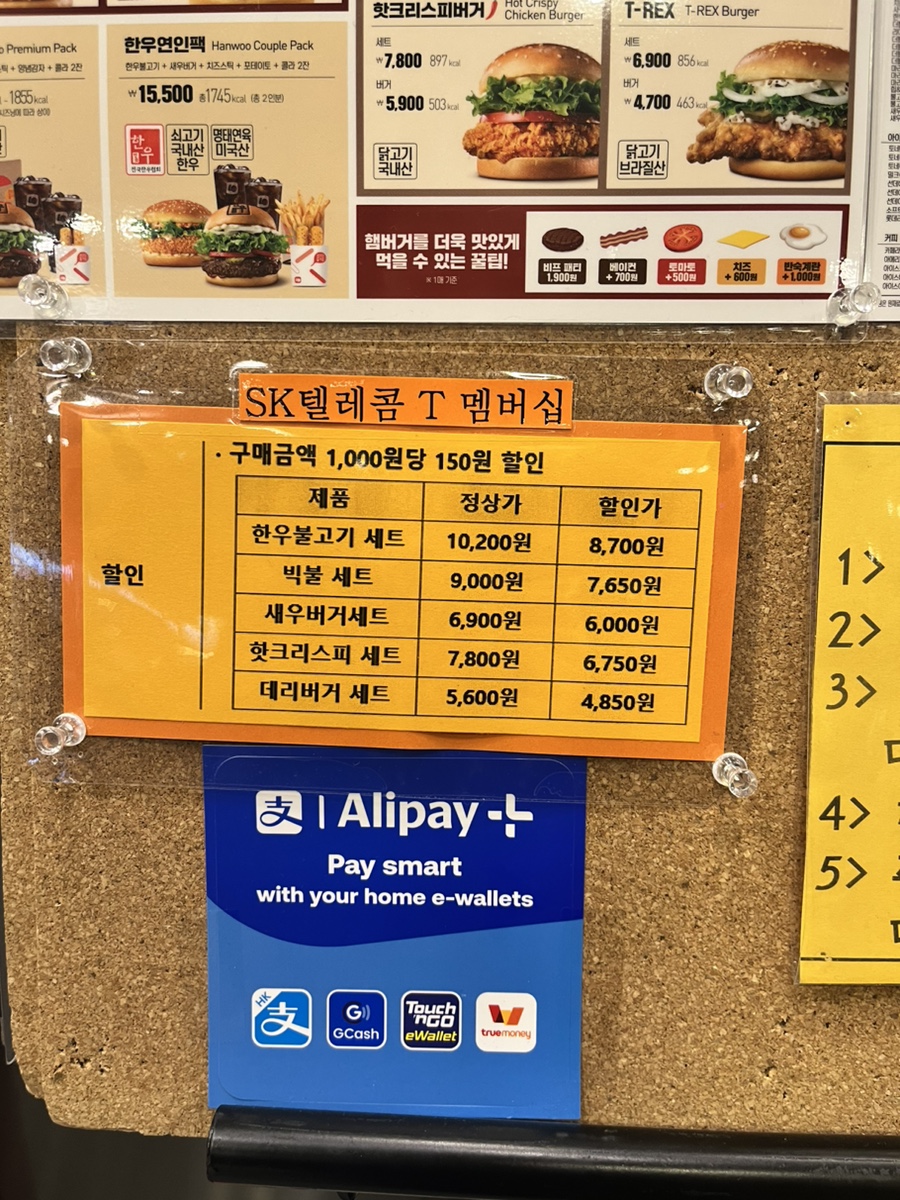 o Premium Pack
한우연인팩 Hanwoo Couple Pack
한우불고기 + 새우버거 + 치즈스틱 + 포테이토 + 콜라 2잔
₩15,500 총1745kcal (총 2인분)
1855kcal
한우
쇠고기 국내산 한우
명태연육 미국산
핫크리스피버거 Hot Crispy Chicken Burger
세트
₩7,800 897kcal
버거
₩5,900 503kcal
닭고기 국내산
T-REX T-REX Burger
세트
₩6,900 856kcal
버거
₩4,700 463kcal
닭고기 브라질산
햄버거를 더욱 맛있게
먹을 수 있는 꿀팁!
※ 1매 기준
비프 패티 1,900원
베이컨 +700원
토마토 +500원
치즈 +600원
반숙계란 +1,000원
SK텔레콤 T 멤버십
할인
· 구매금액 1,000원당 150원 할인
제품 정상가 할인가
한우불고기 세트 10,200원 8,700원
빅불 세트 9,000원 7,650원
새우버거세트 6,900원 6,000원
핫크리스피 세트 7,800원 6,750원
데리버거 세트 5,600원 4,850원
1>
2>
3>
4>
5>
支 | Alipay+
Pay smart
with your home e-wallets
HK 支
GCash
Touch 'nGO eWallet
truemoney